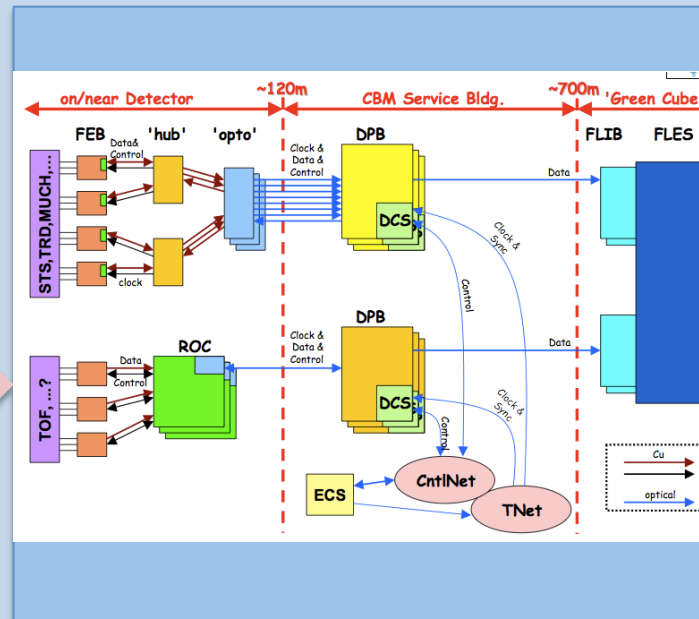 ~120m
~700m
on/near Detector
CBM Service Bldg.
'Green Cube
FEB
'hub'
'opto'
DPB
FLIB
FLES
Data&
Control
Clock &
Data &
Control
Data
STS,TRD,MUCH,...
DCS
Clock &
Sync
clock
Control
ROC
DPB
Clock &
Data &
Control
Data
TOF, ...?
Data
Control
DCS
Clock &
Sync
Control
Cu
CntlNet
ECS
optical
TNet